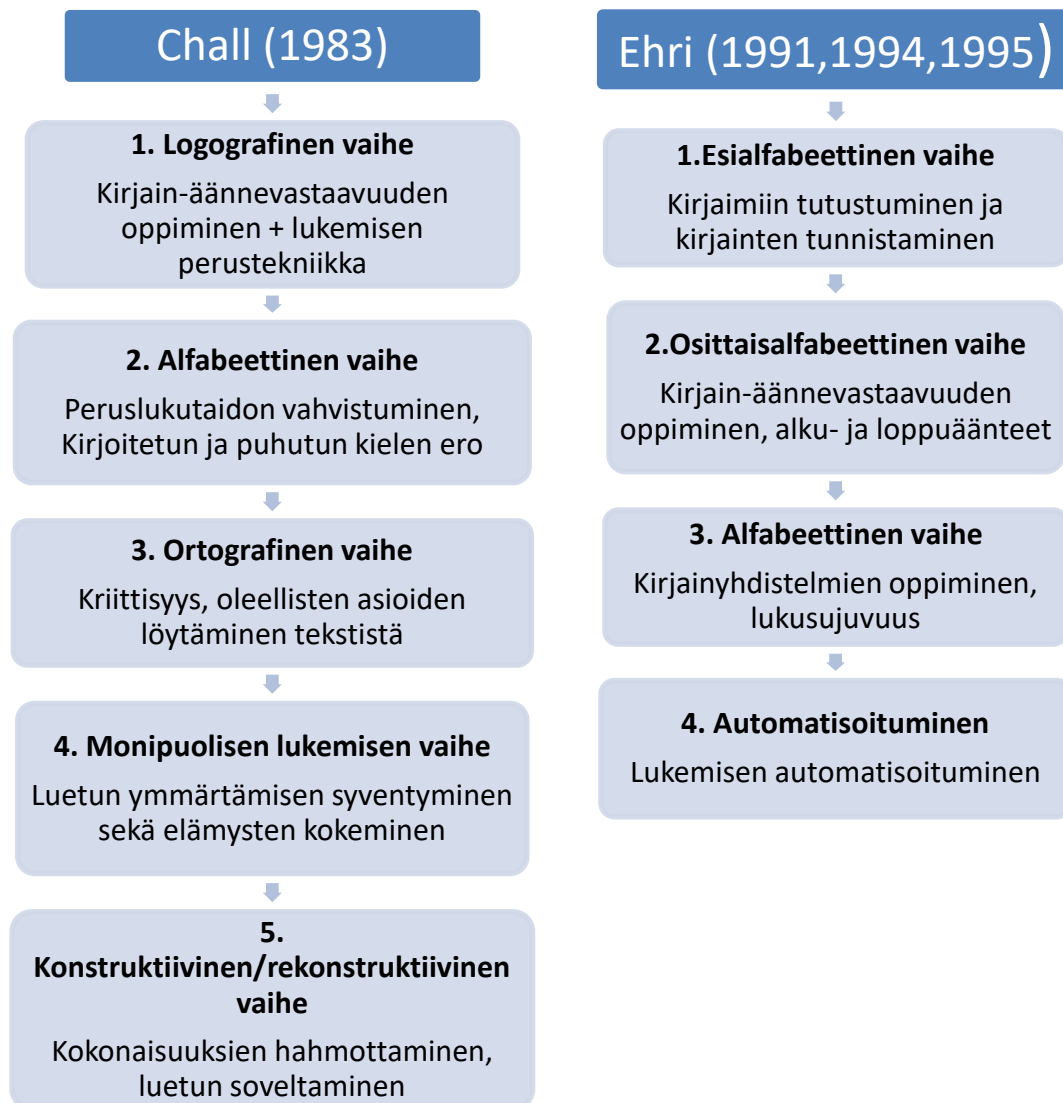 Chall (1983)
1. Logografinen vaihe
Kirjain-äännevastaavuuden
oppiminen + lukemisen
perustekniikka
2. Alfabeettinen vaihe
Peruslukutaidon vahvistuminen,
Kirjoitetun ja puhutun kielen ero
3. Ortografinen vaihe
Kriittisyys, oleellisten asioiden
löytäminen tekstistä
4. Monipuolisen lukemisen vaihe
Luetun ymmärtämisen syventyminen
sekä elämysten kokeminen
5.
Konstruktiivinen/rekonstruktiivinen
vaihe
Kokonaisuuksien hahmottaminen,
luetun soveltaminen
Ehri (1991,1994,1995)
1.Esialfabeettinen vaihe
Kirjaimiin tutustuminen ja
kirjainten tunnistaminen
2.Osittaisalfabeettinen vaihe
Kirjain-äännevastaavuuden
oppiminen, alku- ja loppuäänteet
3. Alfabeettinen vaihe
Kirjainyhdistelmien oppiminen,
lukusujuvuus
4. Automatisoituminen
Lukemisen automatisoituminen